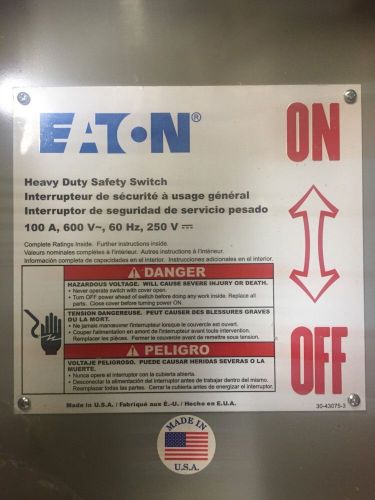 EATON®
ON
Heavy Duty Safety Switch
Interrupteur de sécurité à usage général
Interruptor de seguridad de servicio pesado
100 A, 600 V~, 60 Hz, 250 V ⎓
Complete Ratings Inside. Further instructions inside.
Valeurs nominales complètes à l'intérieur. Autres instructions à l'intérieur.
Información completa de capacidades en el interior. Instrucciones adicionales en el interior.
⚠ DANGER
HAZARDOUS VOLTAGE. WILL CAUSE SEVERE INJURY OR DEATH.
• Never operate switch with cover open.
• Turn OFF power ahead of switch before doing any work inside. Replace all
parts. Close cover before turning power ON.
TENSION DANGEREUSE. PEUT CAUSER DES BLESSURES GRAVES
OU LA MORT.
• Ne jamais manoeuvrer l'interrupteur lorsque le couvercle est ouvert.
• Couper l'alimentation en amont de l'interrupteur avant toute intervention.
Remplacer les pièces. Fermer le couvercle avant de remettre sous tension.
⚠ PELIGRO
VOLTAJE PELIGROSO. PUEDE CAUSAR HERIDAS SEVERAS O LA
MUERTE.
• Nunca opere el interruptor con la cubierta abierta.
• Desconectar la alimentación del interruptor antes de trabajar dentro del mismo.
Reemplazar todas las partes. Cerrar la cubierta antes de energizar el interruptor.
OFF
Made in U.S.A. / Fabriqué aux É.-U. / Hecho en E.U.A.
30-43075-3
MADE IN
U.S.A.